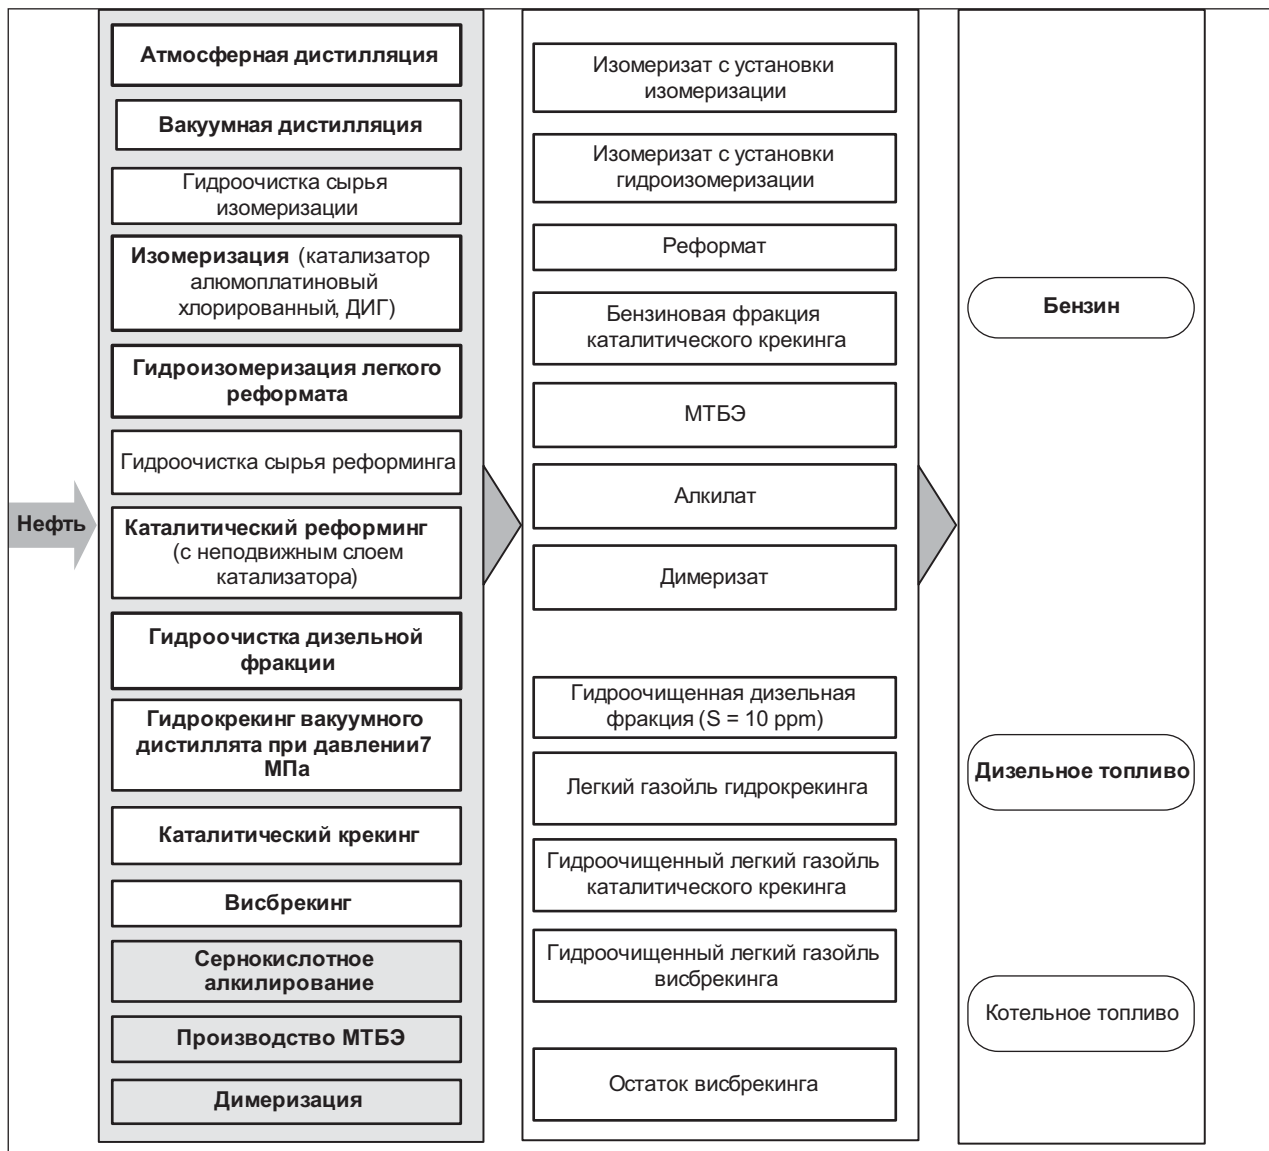 Нефть
Атмосферная дистилляция
Вакуумная дистилляция
Гидроочистка сырья
изомеризации
Изомеризация (катализатор
алюмоплатиновый
хлорированный, ДИГ)
Гидроизомеризация легкого
реформата
Гидроочистка сырья реформинга
Каталитический реформинг
(с неподвижным слоем
катализатора)
Гидроочистка дизельной
фракции
Гидрокрекинг вакуумного
дистиллята при давлении7
МПа
Каталитический крекинг
Висбрекинг
Сернокислотное
алкилирование
Производство МТБЭ
Димеризация
Изомеризат с установки
изомеризации
Изомеризат с установки
гидроизомеризации
Реформат
Бензиновая фракция
каталитического крекинга
МТБЭ
Алкилат
Димеризат
Гидроочищенная дизельная
фракция (S = 10 ppm)
Легкий газойль гидрокрекинга
Гидроочищенный легкий газойль
каталитического крекинга
Гидроочищенный легкий газойль
висбрекинга
Остаток висбрекинга
Бензин
Дизельное топливо
Котельное топливо